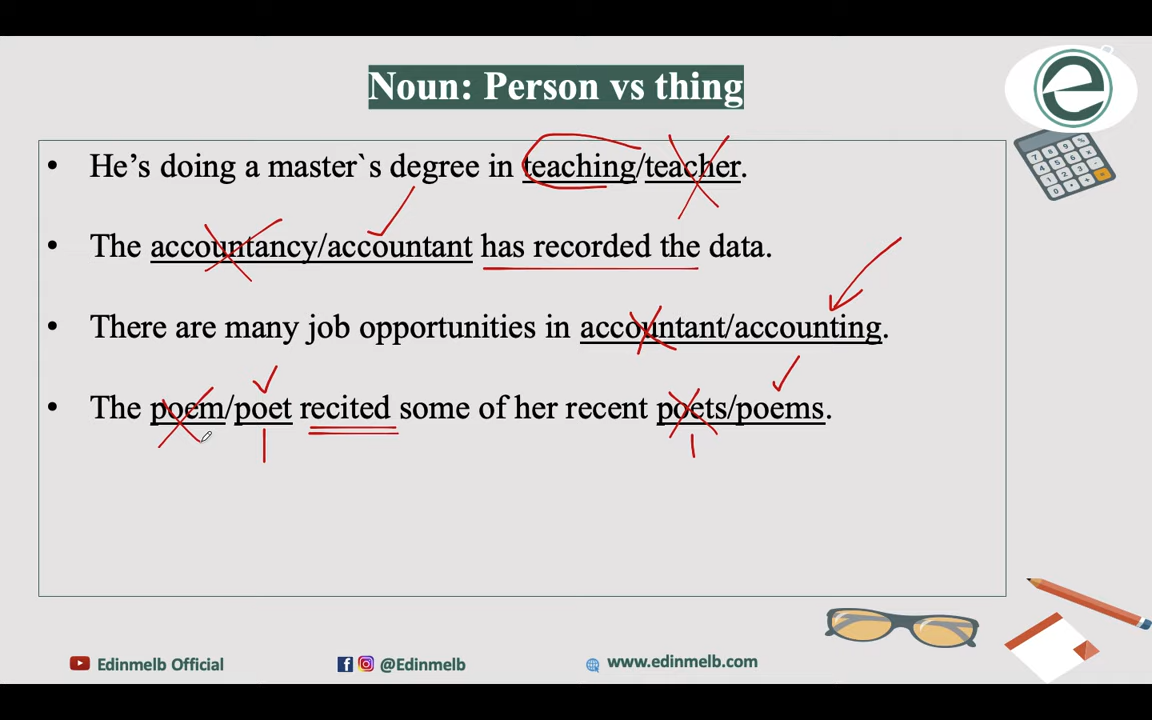 Noun: Person vs thing
• He’s doing a master`s degree in teaching/teacher.
• The accountancy/accountant has recorded the data.
• There are many job opportunities in accountant/accounting.
• The poem/poet recited some of her recent poets/poems.
Edinmelb Official @Edinmelb www.edinmelb.com